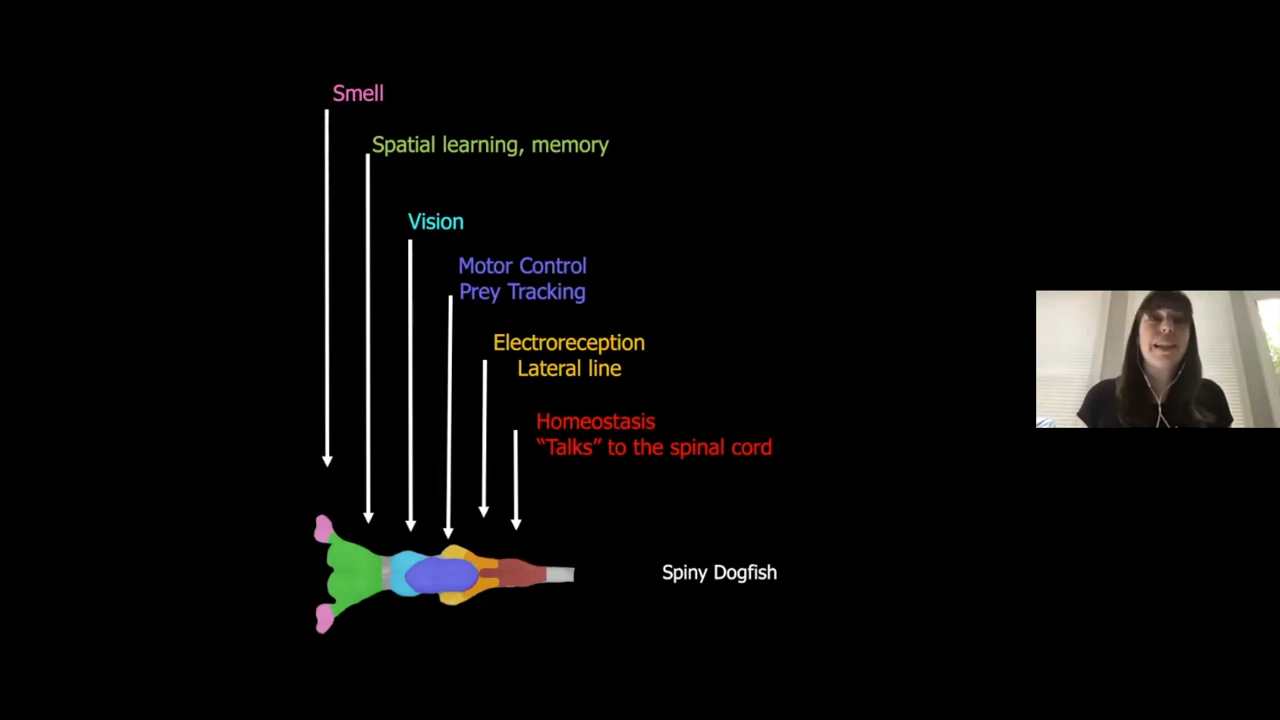 Smell
Spatial learning, memory
Vision
Motor Control
Prey Tracking
Electroreception
Lateral line
Homeostasis
“Talks” to the spinal cord
Spiny Dogfish